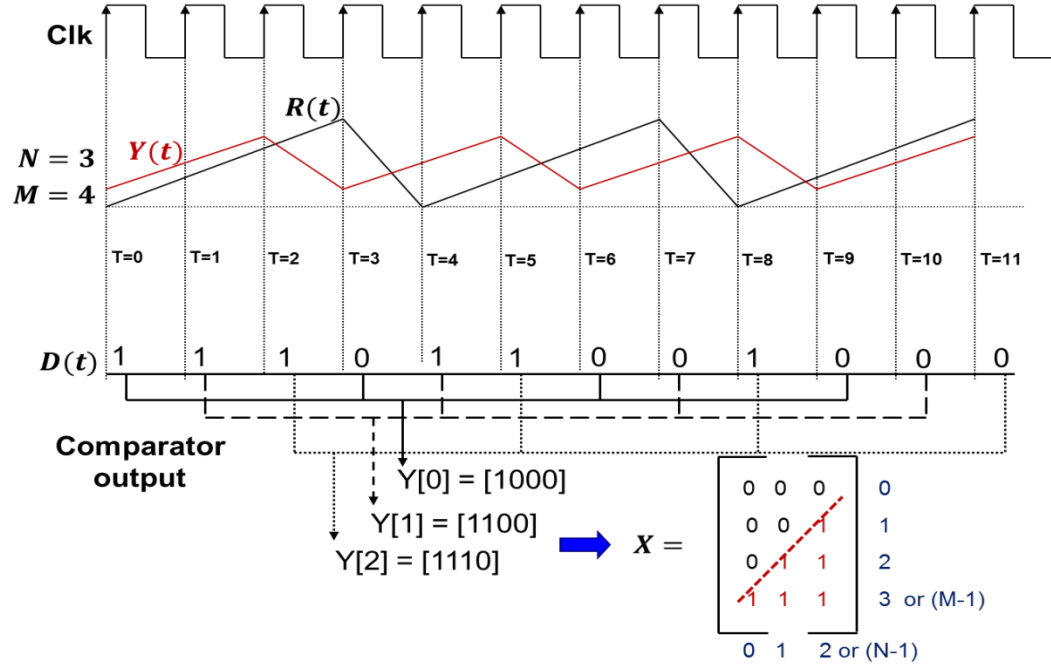 Clk
R(t)
N = 3 Y(t)
M = 4
T=0 T=1 T=2 T=3 T=4 T=5 T=6 T=7 T=8 T=9 T=10 T=11
D(t) 1 1 1 0 1 1 0 0 1 0 0 0
Comparator
output
Y[0] = [1000]
Y[1] = [1100]
Y[2] = [1110]
X =
0 0 0 0
0 0 1 1
0 1 1 2
1 1 1 3 or (M-1)
0 1 2 or (N-1)